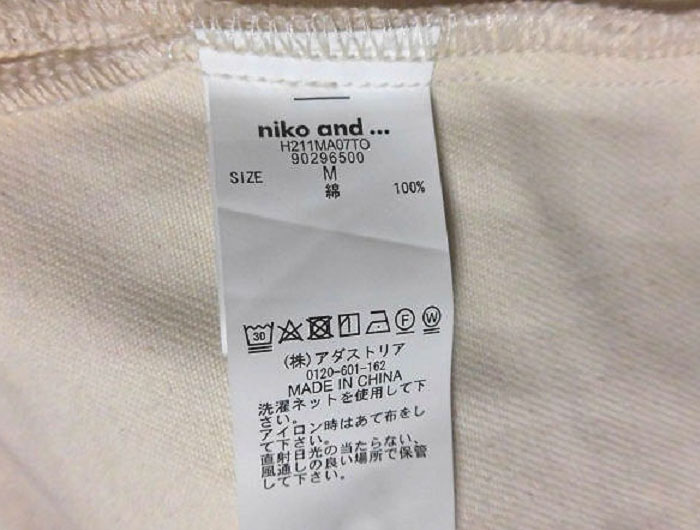 niko and ...
H211MA07TO
90296500
SIZE M
綿 100%
30 F W
(株)アダストリア
0120-601-162
MADE IN CHINA
洗濯ネットを使用して下
さい。
アイロン時はあて布をし
て下さい。
直射日光の当たらない、
風通しの良い場所で保管
して下さい。